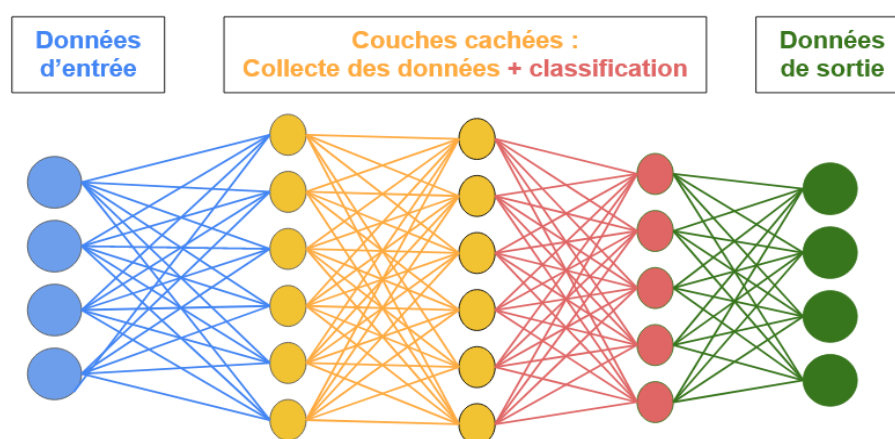 Données
d’entrée
Couches cachées :
Collecte des données + classification
Données
de sortie